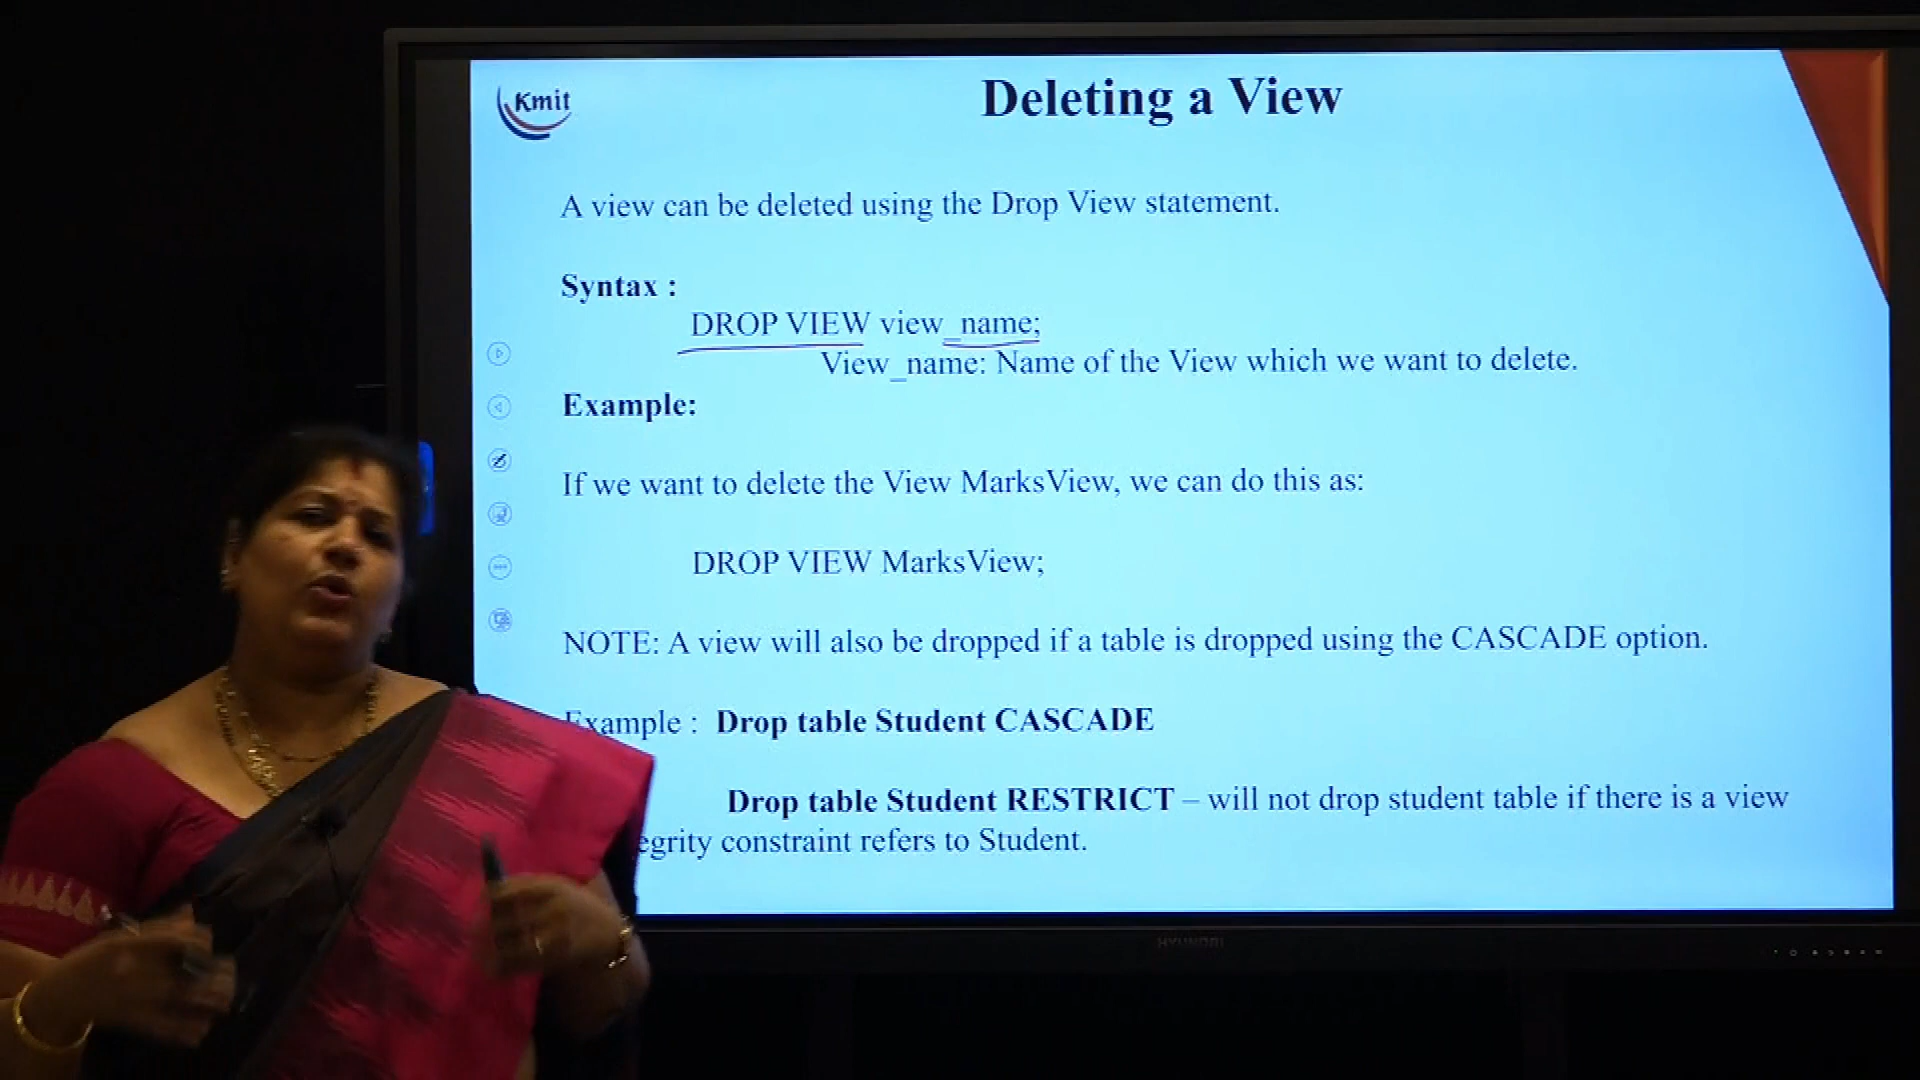 Kmit
Deleting a View
A view can be deleted using the Drop View statement.
Syntax :
DROP VIEW view_name;
View_name: Name of the View which we want to delete.
Example:
If we want to delete the View MarksView, we can do this as:
DROP VIEW MarksView;
NOTE: A view will also be dropped if a table is dropped using the CASCADE option.
Example : Drop table Student CASCADE
Drop table Student RESTRICT – will not drop student table if there is a view
constraint refers to Student.
HYUNDAI